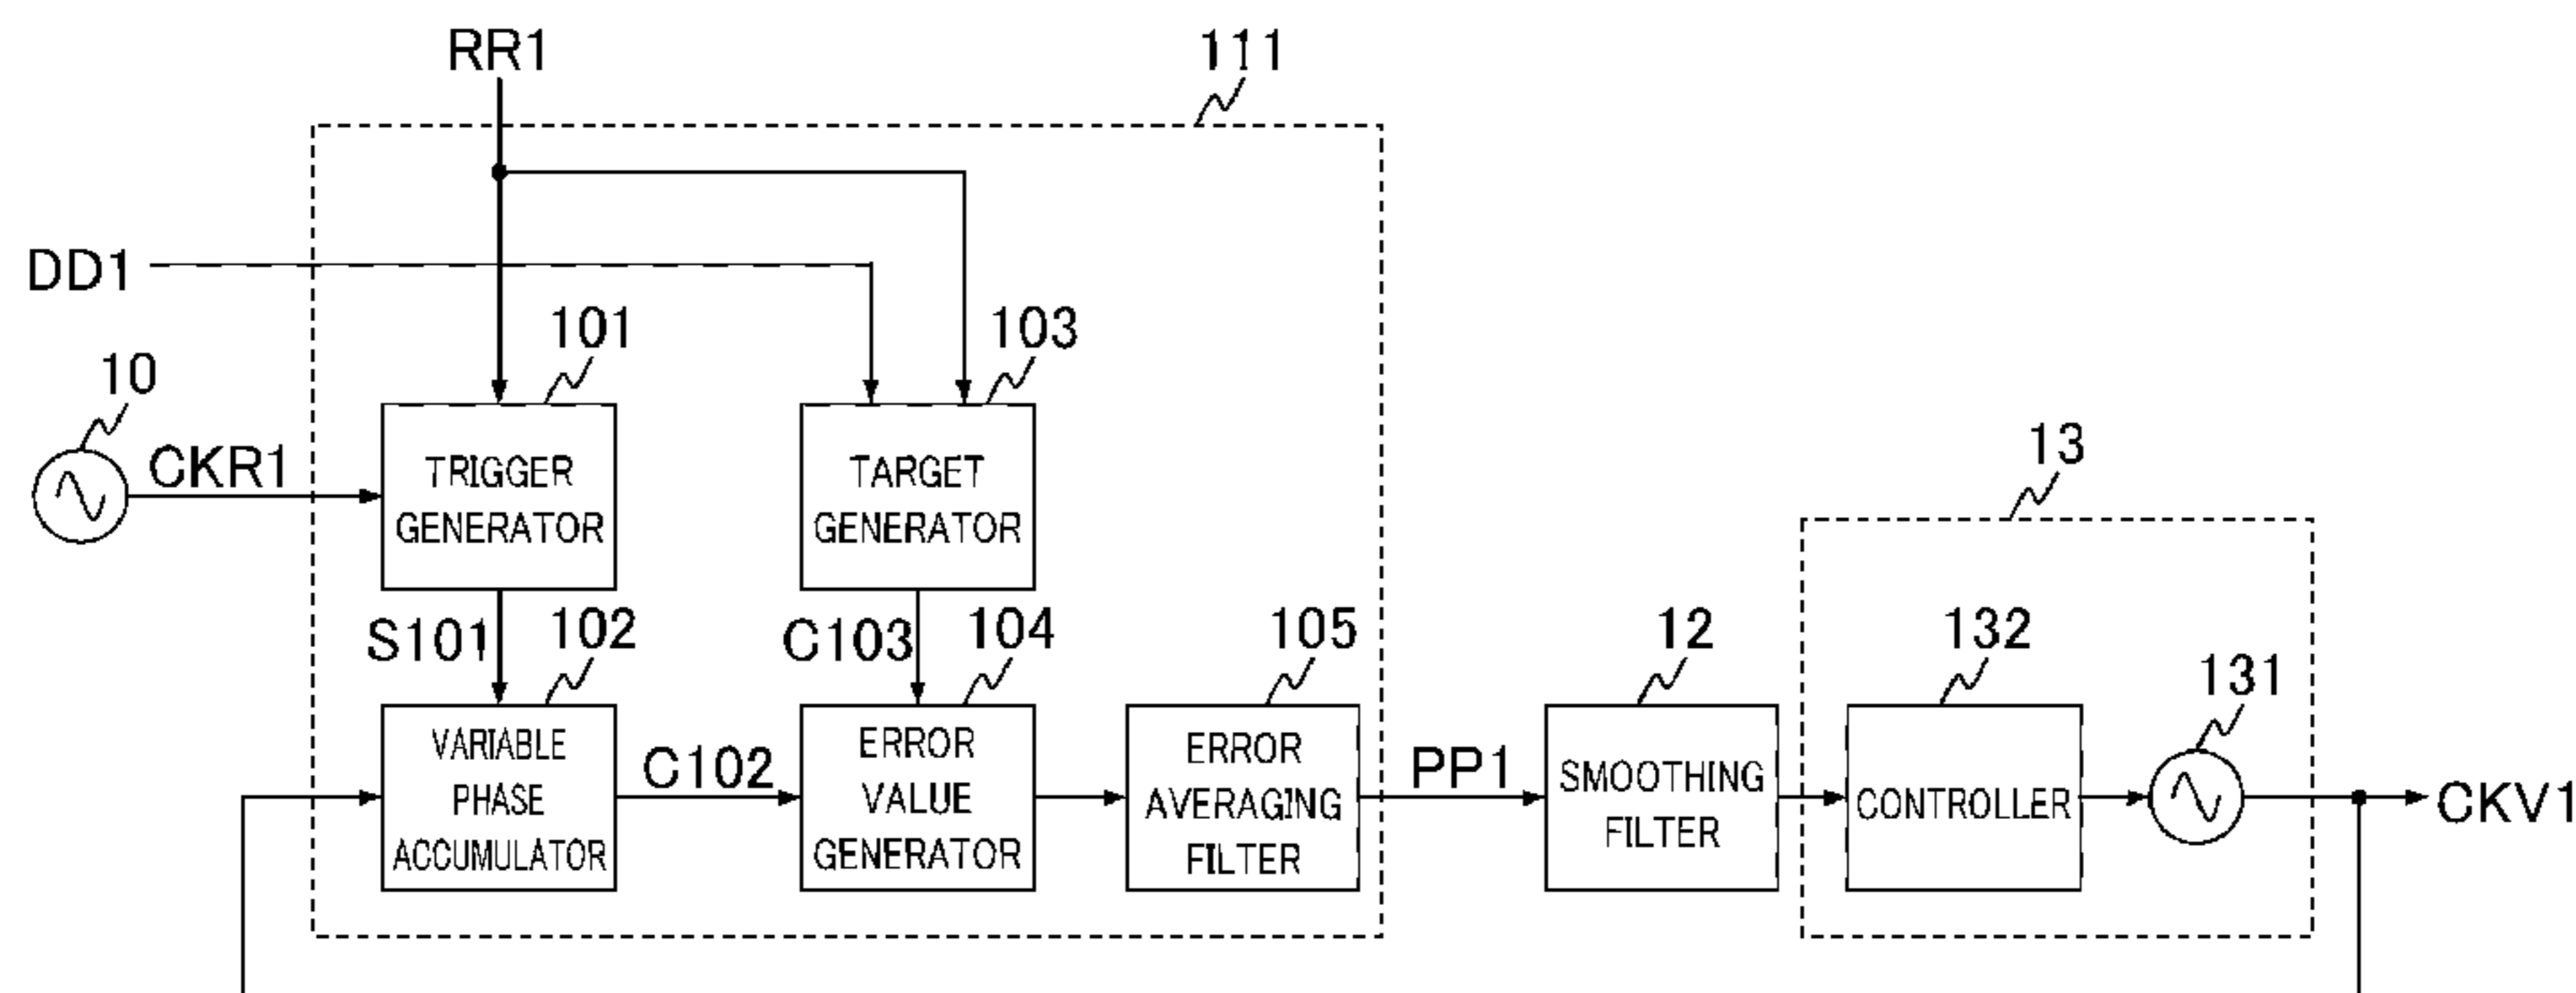 RR1
111
DD1
101
103
10
CKR1
TRIGGER
GENERATOR
TARGET
GENERATOR
13
S101
102
C103
104
105
12
132
131
VARIABLE
PHASE
ACCUMULATOR
C102
ERROR
VALUE
GENERATOR
ERROR
AVERAGING
FILTER
PP1
SMOOTHING
FILTER
CONTROLLER
CKV1